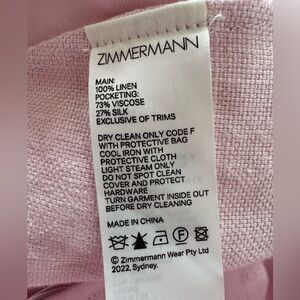 ZIMMERMANN
MAIN:
100% LINEN
POCKETING:
73% VISCOSE
27% SILK
EXCLUSIVE OF TRIMS
DRY CLEAN ONLY CODE F
WITH PROTECTIVE BAG
COOL IRON WITH
PROTECTIVE CLOTH
LIGHT STEAM ONLY
DO NOT SPOT CLEAN
COVER AND PROTECT
HARDWARE
TURN GARMENT INSIDE OUT
BEFORE DRY CLEANING
MADE IN CHINA
F
© Zimmermann Wear Pty Ltd
2022, Sydney.